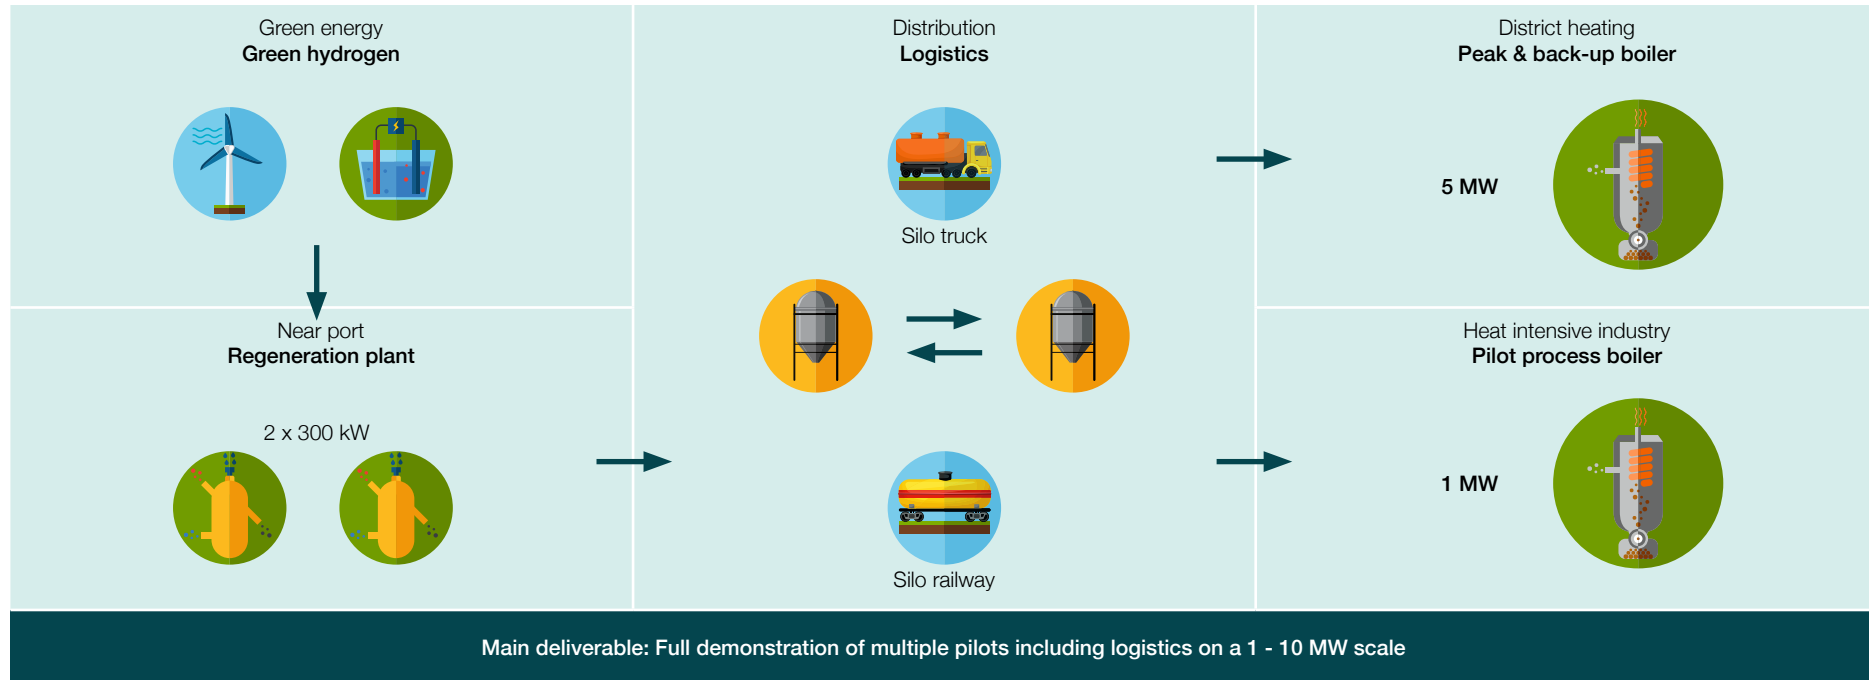 Green energy
Green hydrogen
Near port
Regeneration plant
2 x 300 kW
Distribution
Logistics
Silo truck
Silo railway
District heating
Peak & back-up boiler
5 MW
Heat intensive industry
Pilot process boiler
1 MW
Main deliverable: Full demonstration of multiple pilots including logistics on a 1 - 10 MW scale